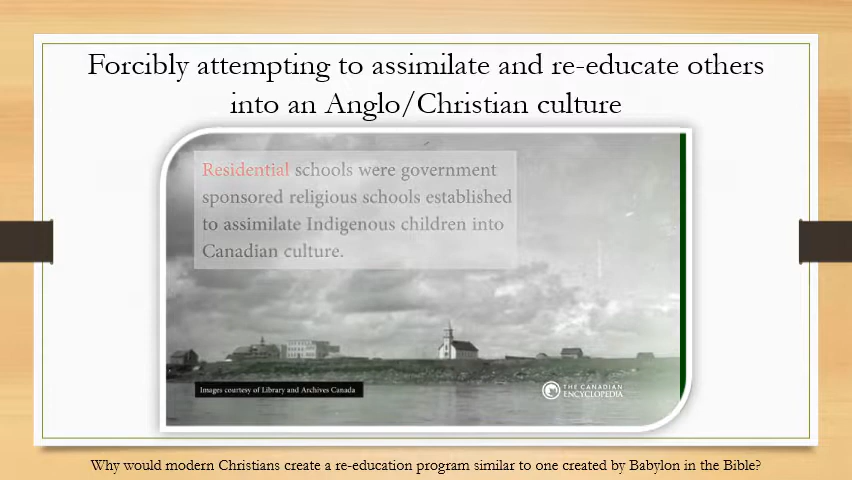 Forcibly attempting to assimilate and re-educate others
into an Anglo/Christian culture
Residential schools were government
sponsored religious schools established
to assimilate Indigenous children into
Canadian culture.
Images courtesy of Library and Archives Canada
THE CANADIAN
ENCYCLOPEDIA
Why would modern Christians create a re-education program similar to one created by Babylon in the Bible?